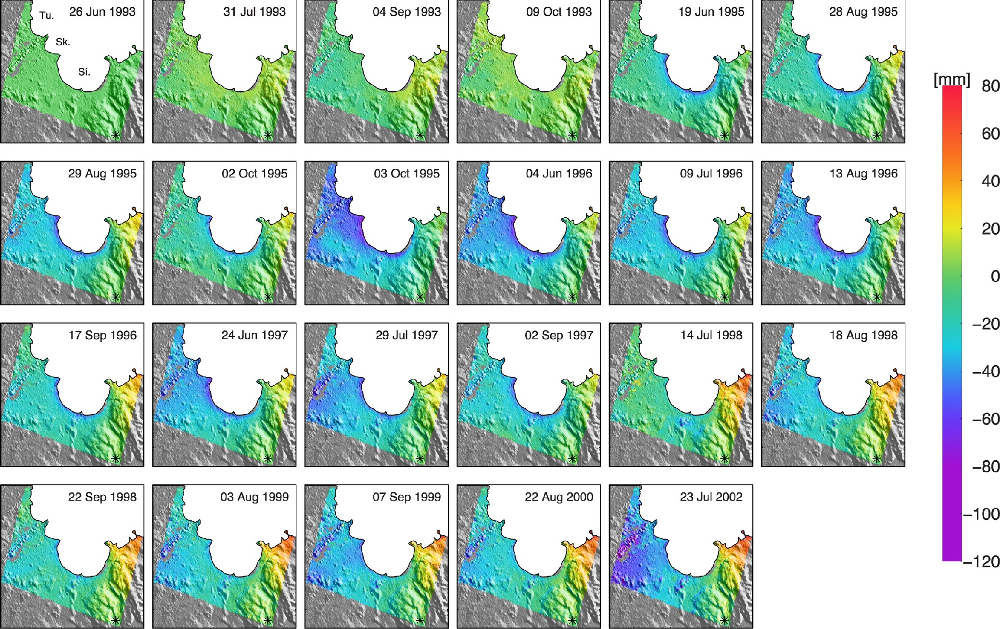 26 Jun 1993
Tu.
Sk.
Sí.
31 Jul 1993
04 Sep 1993
09 Oct 1993
19 Jun 1995
28 Aug 1995
29 Aug 1995
02 Oct 1995
03 Oct 1995
04 Jun 1996
09 Jul 1996
13 Aug 1996
17 Sep 1996
24 Jun 1997
29 Jul 1997
02 Sep 1997
14 Jul 1998
18 Aug 1998
22 Sep 1998
03 Aug 1999
07 Sep 1999
22 Aug 2000
23 Jul 2002
[mm]
80
60
40
20
0
−20
−40
−60
−80
−100
−120